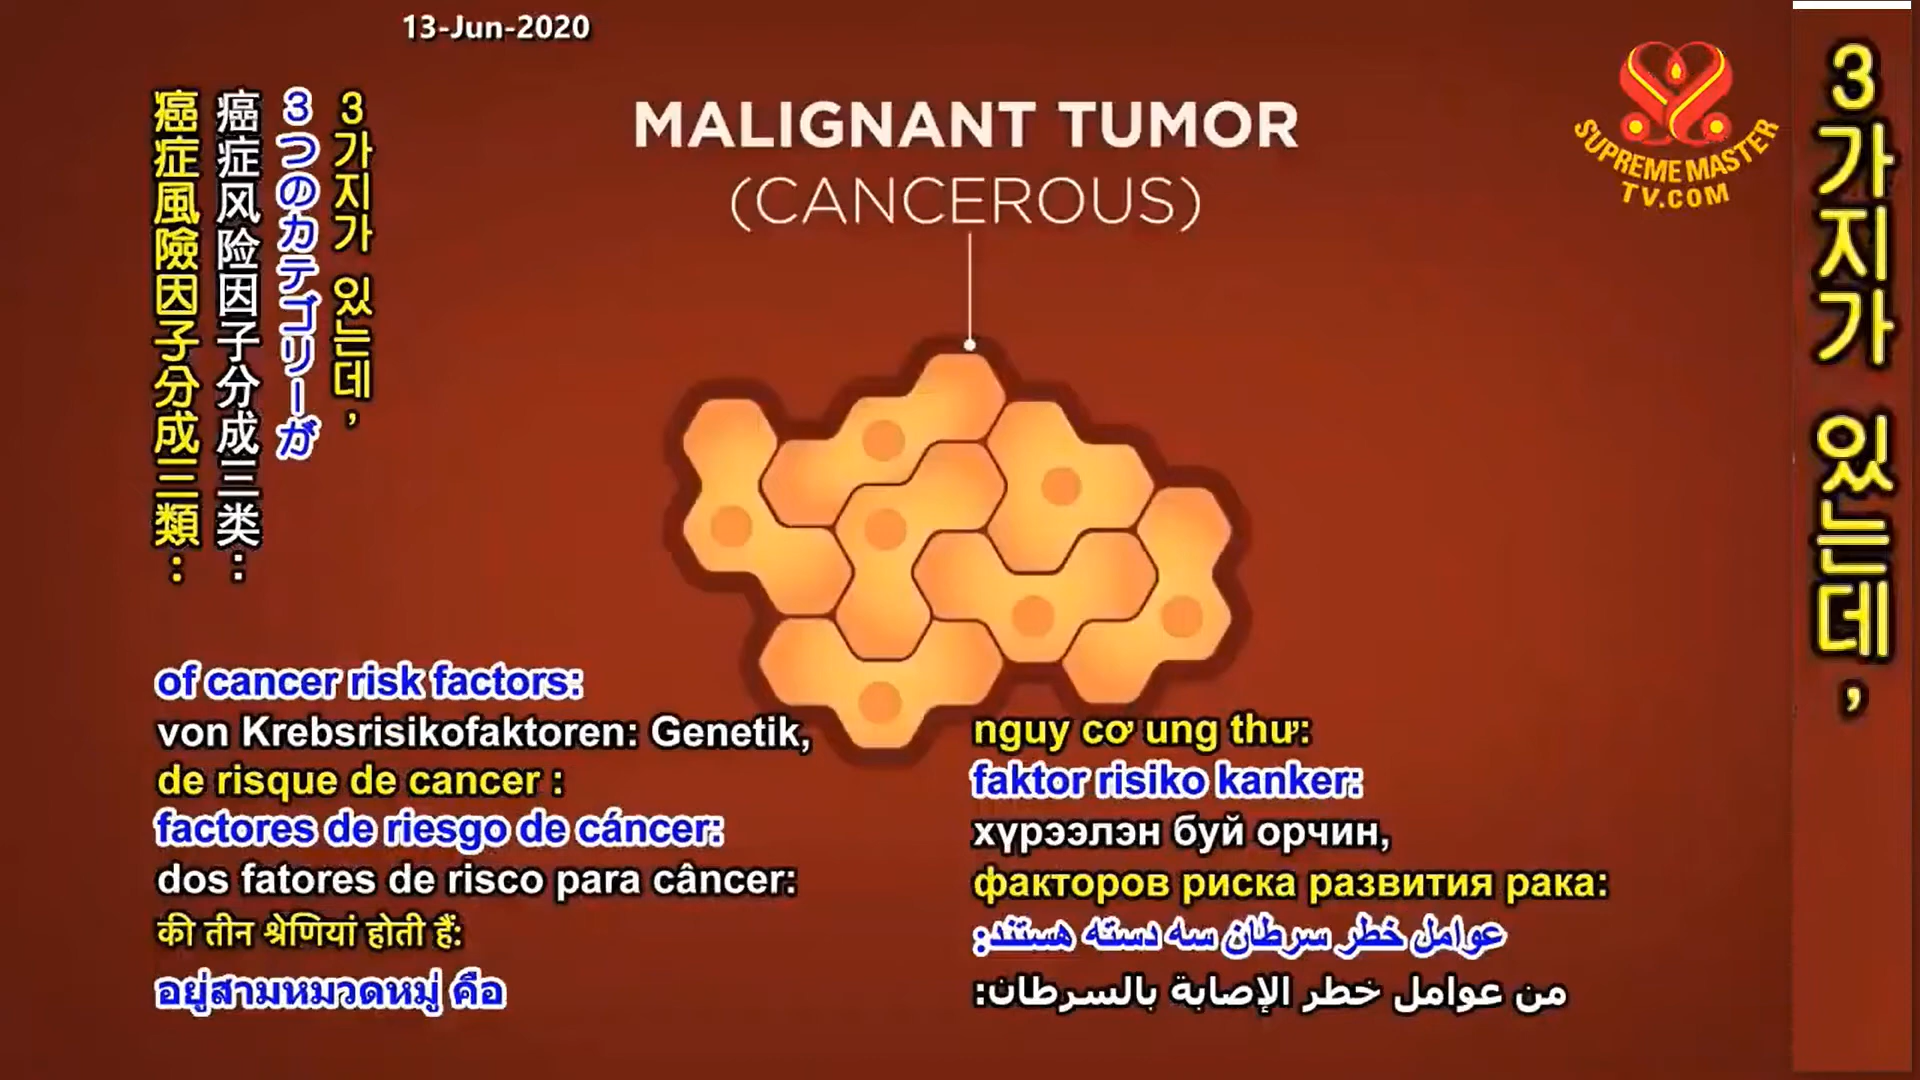 13-Jun-2020
MALIGNANT TUMOR
(CANCEROUS)
SUPREME MASTER
TV.COM
3가지가 있는데,
3가지가 있는데,
3つのカテゴリーが
癌症风险因子分成三类：
癌症風險因子分成三類：
of cancer risk factors:
von Krebsrisikofaktoren: Genetik,
de risque de cancer :
factores de riesgo de cáncer:
dos fatores de risco para câncer:
की तीन श्रेणियां होती हैं:
อยู่สามหมวดหมู่ คือ
nguy cơ ung thư:
faktor risiko kanker:
хүрээлэн буй орчин,
факторов риска развития рака:
عوامل خطر سرطان سه دسته هستند:
من عوامل خطر الإصابة بالسرطان: